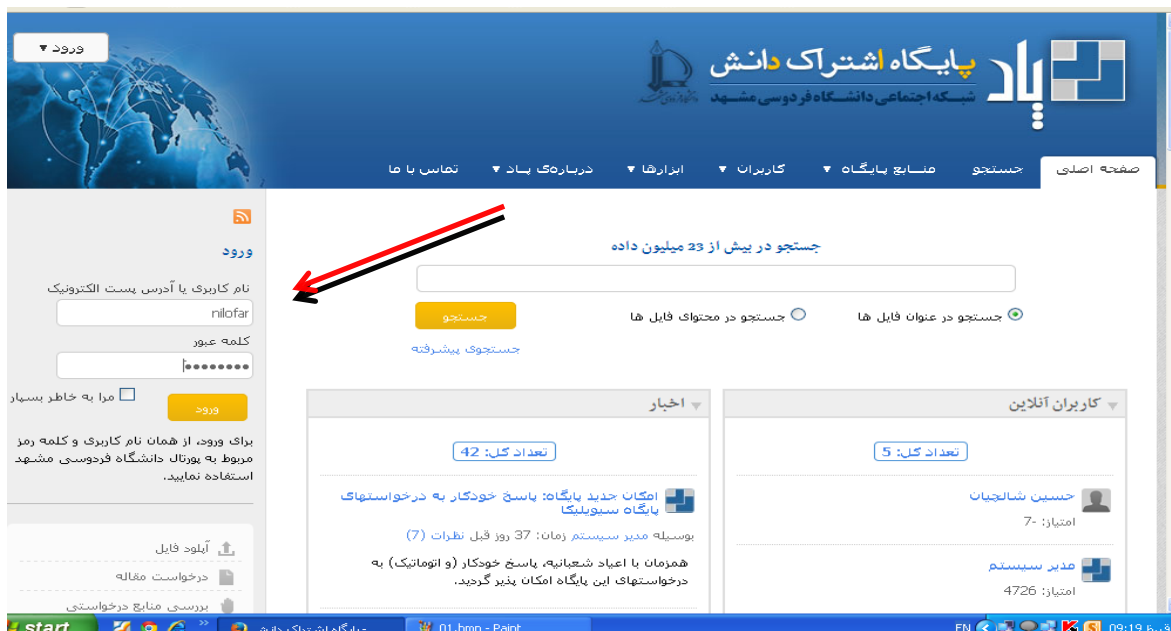 ورود ▼
پاد پایگاه اشتراک دانش
شبکه اجتماعی دانشگاه فردوسی مشهد
صفحه اصلی جستجو منابع پایگاه ▼ کاربران ▼ ابزارها ▼ درباره‌ی پاد ▼ تماس با ما
جستجو در بیش از 23 میلیون داده
جستجو در عنوان فایل ها جستجو در محتوای فایل ها جستجو
جستجوی پیشرفته
کاربران آنلاین
تعداد کل: 5
حسین شالچیان
امتیاز: -7
مدیر سیستم
امتیاز: 4726
اخبار
تعداد کل: 42
امکان جدید پایگاه: پاسخ خودکار به درخواستهای
پایگاه سیویلیکا
بوسیله مدیر سیستم زمان: 37 روز قبل نظرات (7)
همزمان با اعیاد شعبانیه، پاسخ خودکار (و اتوماتیک) به
درخواستهای این پایگاه امکان پذیر گردید.
ورود
نام کاربری یا آدرس پست الکترونیک
nilofar
کلمه عبور
••••••••
مرا به خاطر بسپار
ورود
برای ورود، از همان نام کاربری و کلمه رمز
مربوط به پورتال دانشگاه فردوسی مشهد
استفاده نمایید.
آپلود فایل
درخواست مقاله
بررسی منابع درخواستی
start پایگاه اشتراک دانش 01.bmp - Paint EN 09:19